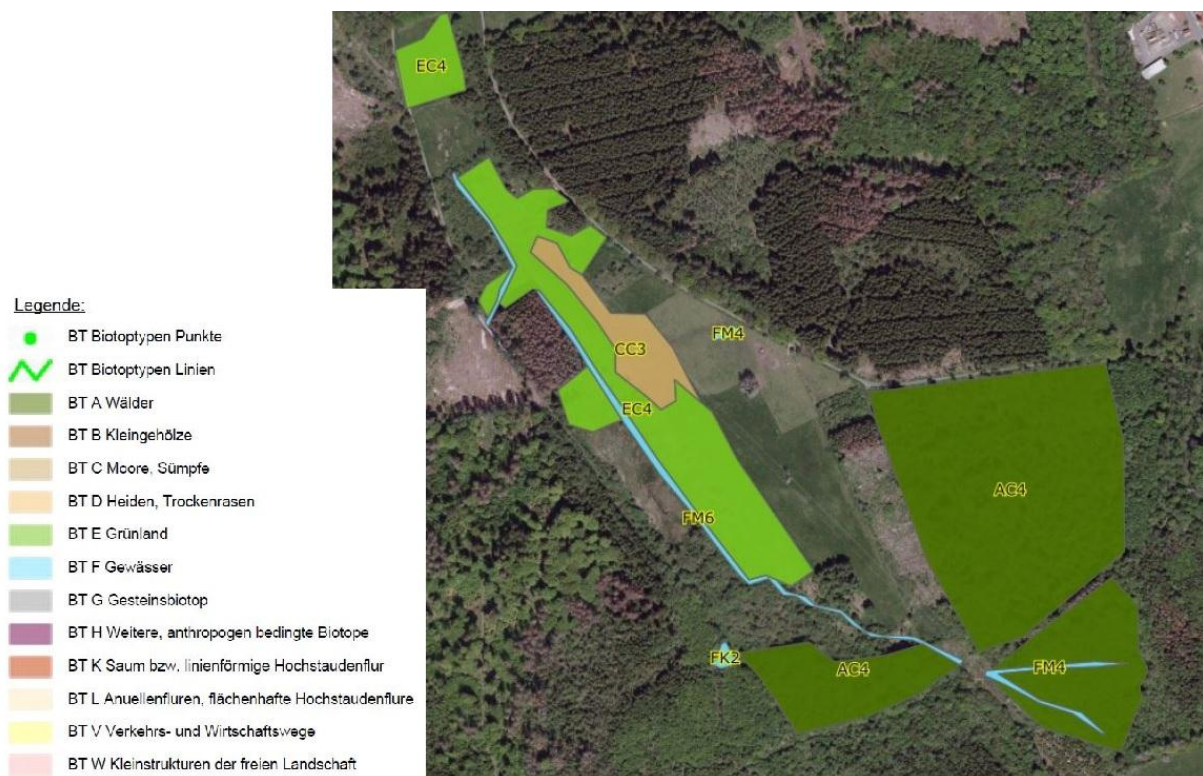 EC4
Legende:
BT Biotoptypen Punkte
FM4
BT Biotoptypen Linien
CC3
BT A Wälder
EC4
BT B Kleingehölze
BT C Moore, Sümpfe
AC4
BT D Heiden, Trockenrasen
FM6
BT E Grünland
BT F Gewässer
BT G Gesteinsbiotop
BT H Weitere, anthropogen bedingte Biotope
FK2
AC4
FM4
BT K Saum bzw. linienförmige Hochstaudenflur
BT L Anuellenfluren, flächenhafte Hochstaudenflure
BT V Verkehrs- und Wirtschaftswege
BT W Kleinstrukturen der freien Landschaft